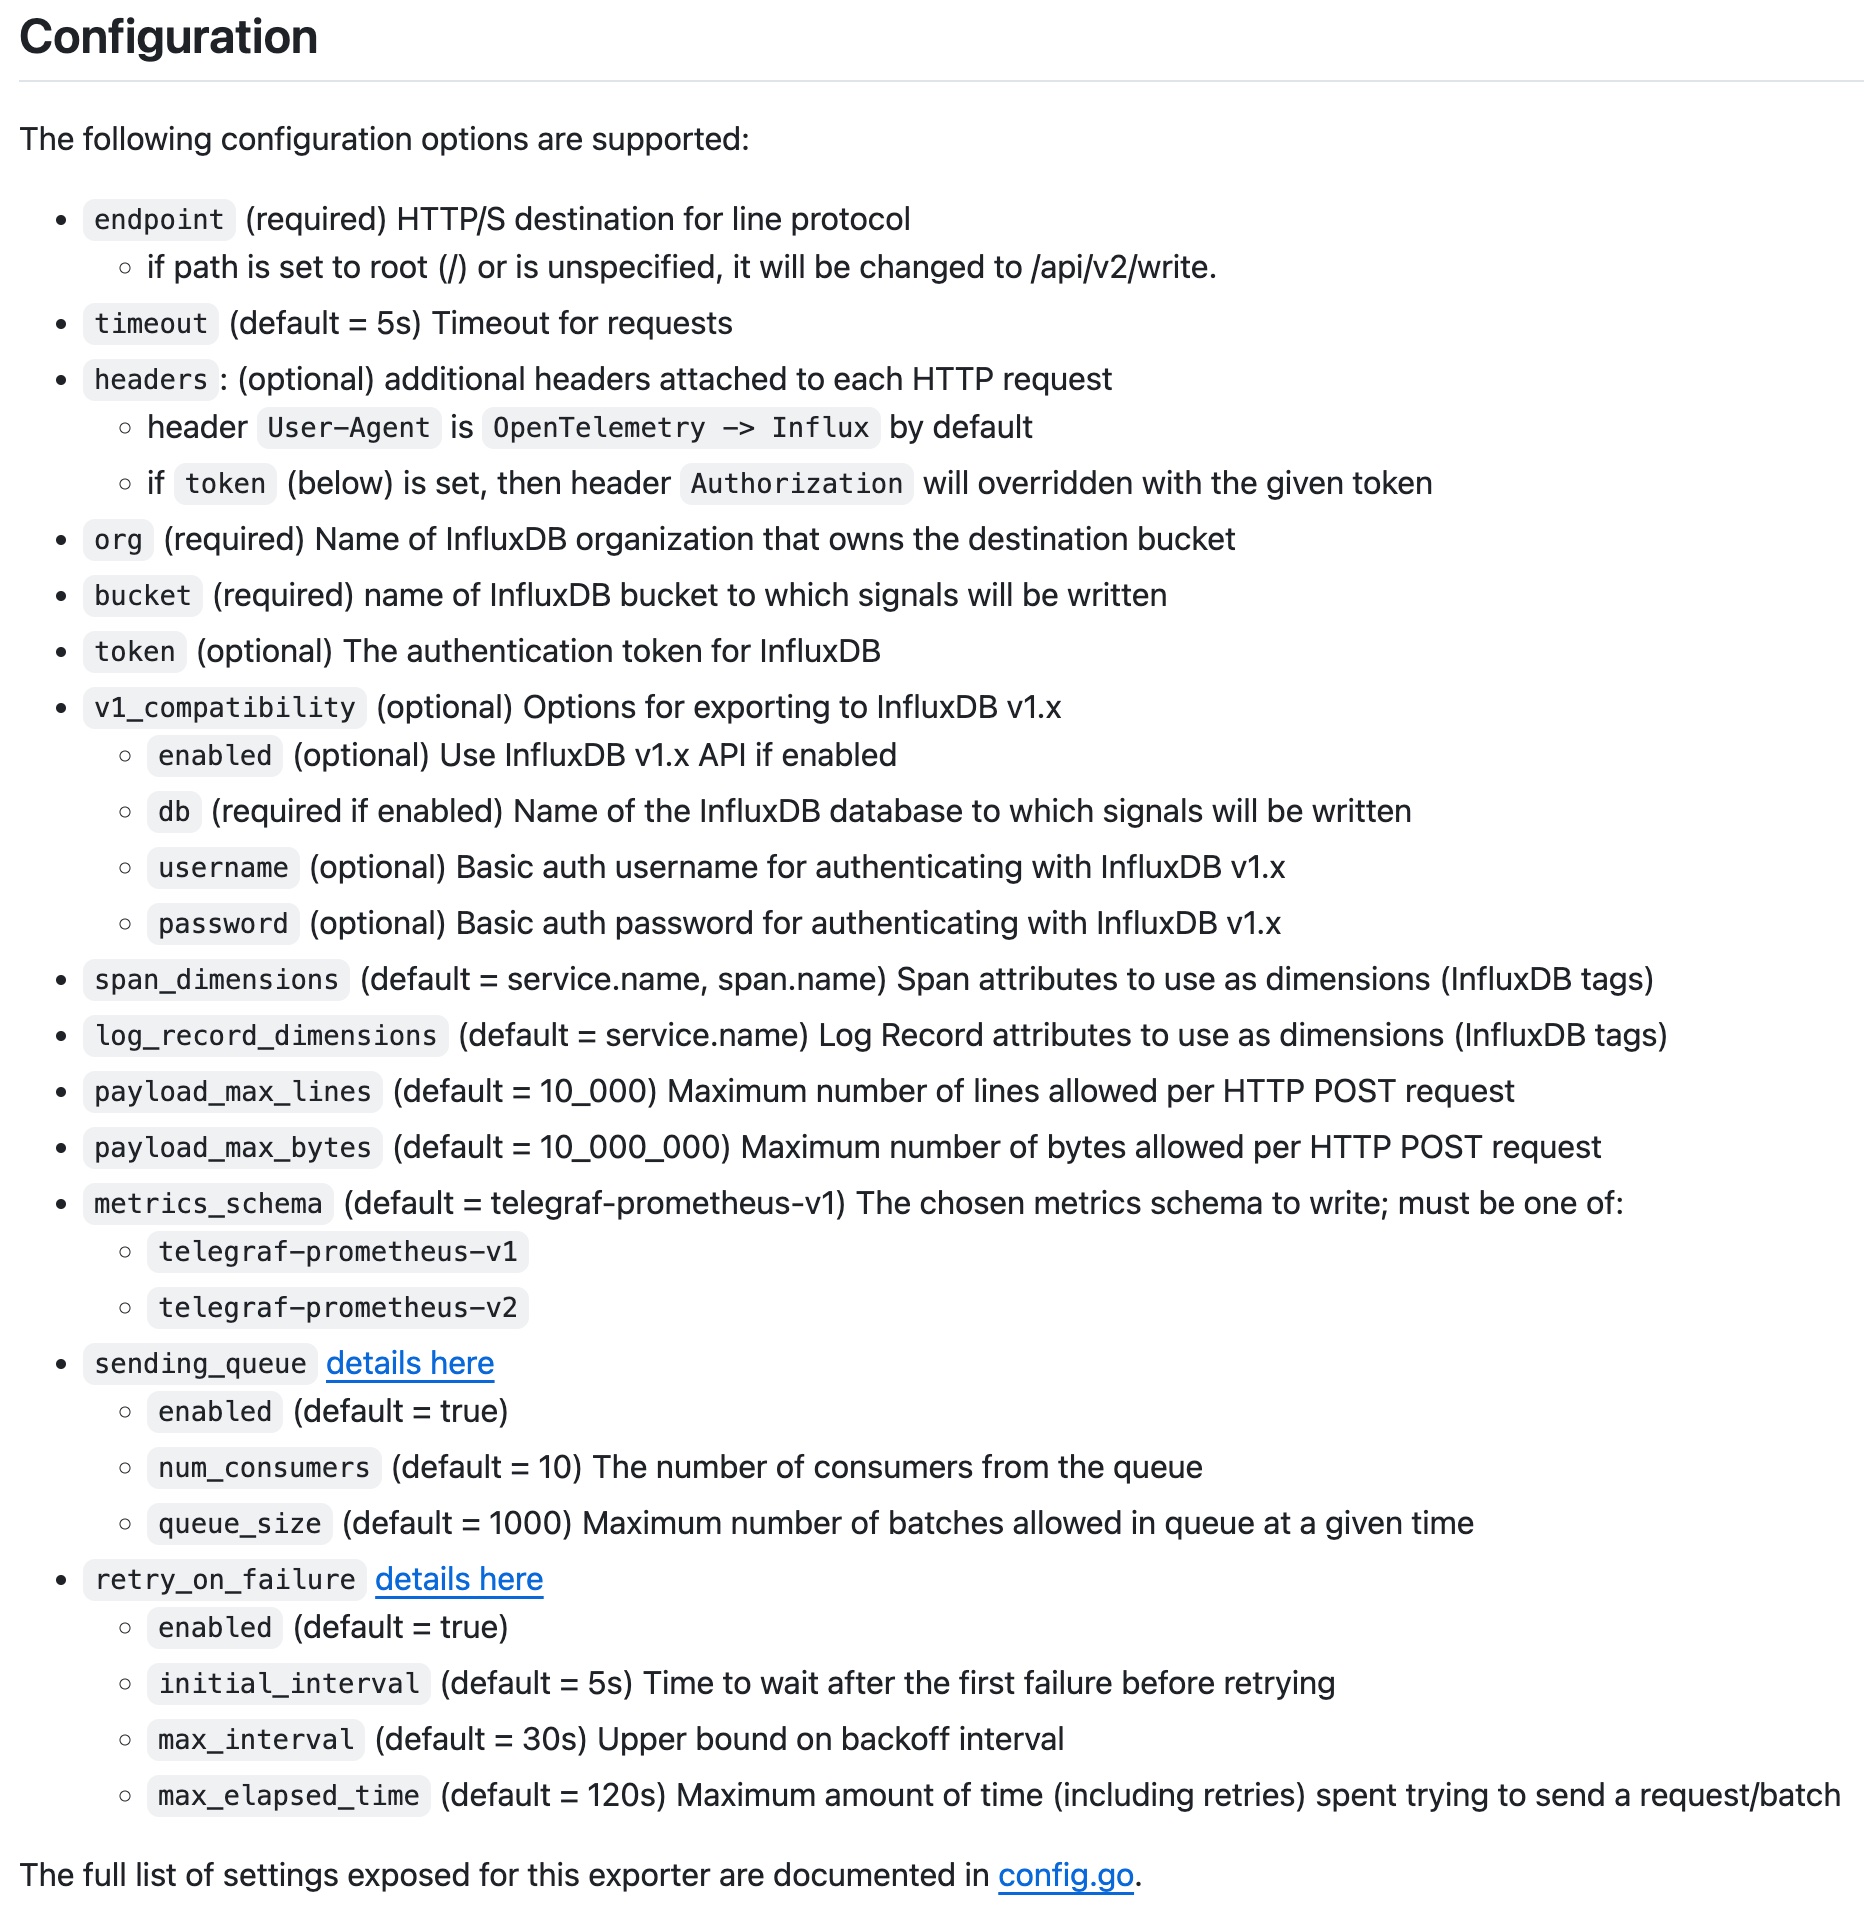 Configuration
The following configuration options are supported:
endpoint (required) HTTP/S destination for line protocol
if path is set to root (/) or is unspecified, it will be changed to /api/v2/write.
timeout (default = 5s) Timeout for requests
headers: (optional) additional headers attached to each HTTP request
header User-Agent is OpenTelemetry -> Influx by default
if token (below) is set, then header Authorization will overridden with the given token
org (required) Name of InfluxDB organization that owns the destination bucket
bucket (required) name of InfluxDB bucket to which signals will be written
token (optional) The authentication token for InfluxDB
v1_compatibility (optional) Options for exporting to InfluxDB v1.x
enabled (optional) Use InfluxDB v1.x API if enabled
db (required if enabled) Name of the InfluxDB database to which signals will be written
username (optional) Basic auth username for authenticating with InfluxDB v1.x
password (optional) Basic auth password for authenticating with InfluxDB v1.x
span_dimensions (default = service.name, span.name) Span attributes to use as dimensions (InfluxDB tags)
log_record_dimensions (default = service.name) Log Record attributes to use as dimensions (InfluxDB tags)
payload_max_lines (default = 10_000) Maximum number of lines allowed per HTTP POST request
payload_max_bytes (default = 10_000_000) Maximum number of bytes allowed per HTTP POST request
metrics_schema (default = telegraf-prometheus-v1) The chosen metrics schema to write; must be one of:
telegraf-prometheus-v1
telegraf-prometheus-v2
sending_queue details here
enabled (default = true)
num_consumers (default = 10) The number of consumers from the queue
queue_size (default = 1000) Maximum number of batches allowed in queue at a given time
retry_on_failure details here
enabled (default = true)
initial_interval (default = 5s) Time to wait after the first failure before retrying
max_interval (default = 30s) Upper bound on backoff interval
max_elapsed_time (default = 120s) Maximum amount of time (including retries) spent trying to send a request/batch
The full list of settings exposed for this exporter are documented in config.go.